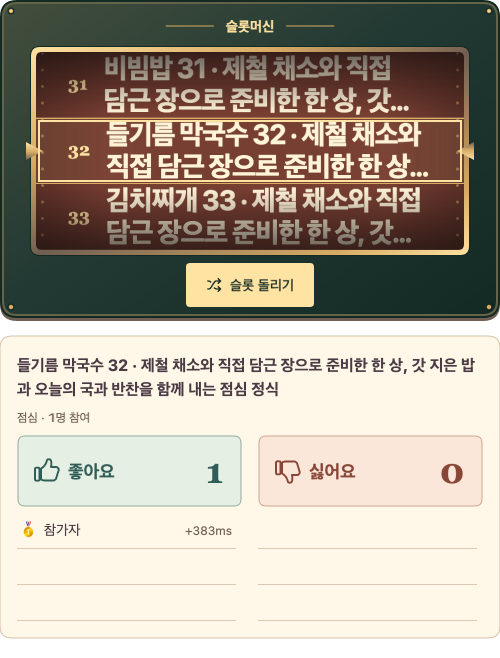 슬롯머신
31 비빔밥 31 · 제철 채소와 직접
담근 장으로 준비한 한 상, 갓...
32 들기름 막국수 32 · 제철 채소와
직접 담근 장으로 준비한 한 상...
33 김치찌개 33 · 제철 채소와 직접
담근 장으로 준비한 한 상, 갓...
슬롯 돌리기
들기름 막국수 32 · 제철 채소와 직접 담근 장으로 준비한 한 상, 갓 지은 밥
과 오늘의 국과 반찬을 함께 내는 점심 정식
점심 · 1명 참여
좋아요 1
싫어요 0
참가자 +383ms